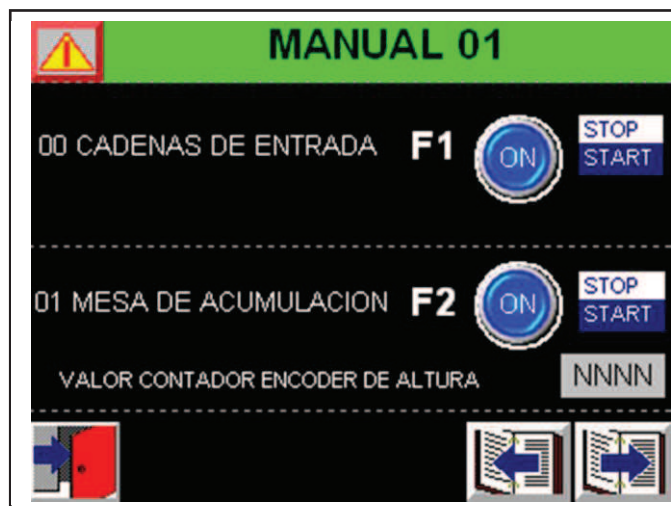 MANUAL 01
00 CADENAS DE ENTRADA F1 ON STOP
START
01 MESA DE ACUMULACION F2 ON STOP
START
VALOR CONTADOR ENCODER DE ALTURA NNNN